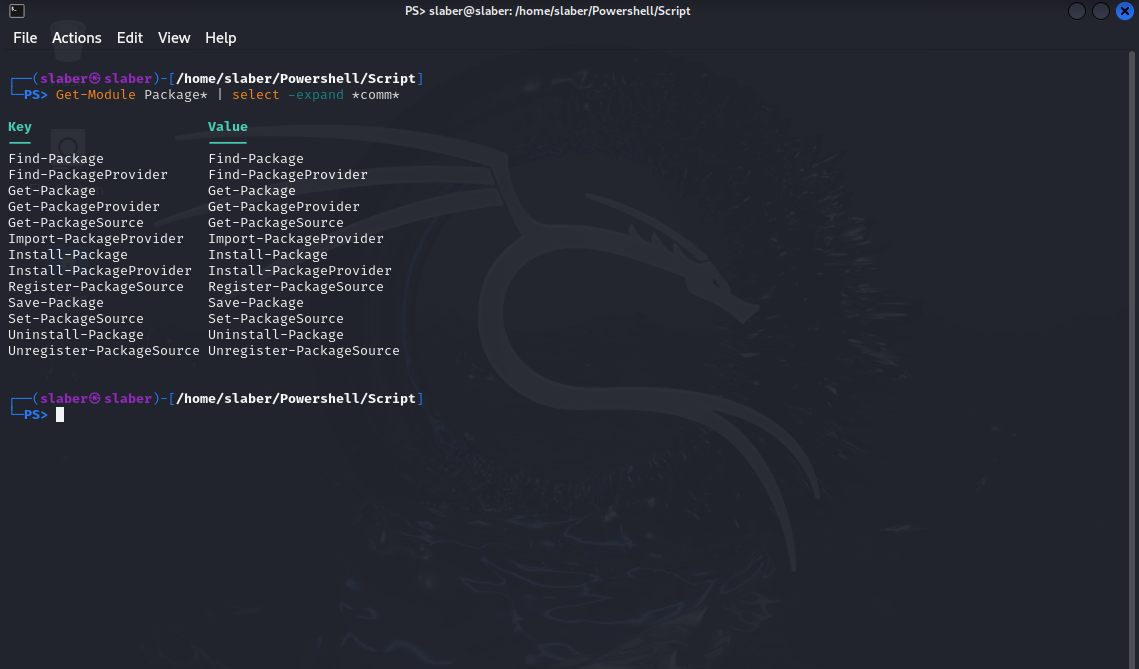 PS> slaber@slaber: /home/slaber/Powershell/Script
File Actions Edit View Help
┌──(slaber㉿slaber)-[/home/slaber/Powershell/Script]
└─PS> Get-Module Package* | select -expand *comm*
Key Value
Find-Package Find-Package
Find-PackageProvider Find-PackageProvider
Get-Package Get-Package
Get-PackageProvider Get-PackageProvider
Get-PackageSource Get-PackageSource
Import-PackageProvider Import-PackageProvider
Install-Package Install-Package
Install-PackageProvider Install-PackageProvider
Register-PackageSource Register-PackageSource
Save-Package Save-Package
Set-PackageSource Set-PackageSource
Uninstall-Package Uninstall-Package
Unregister-PackageSource Unregister-PackageSource
┌──(slaber㉿slaber)-[/home/slaber/Powershell/Script]
└─PS>